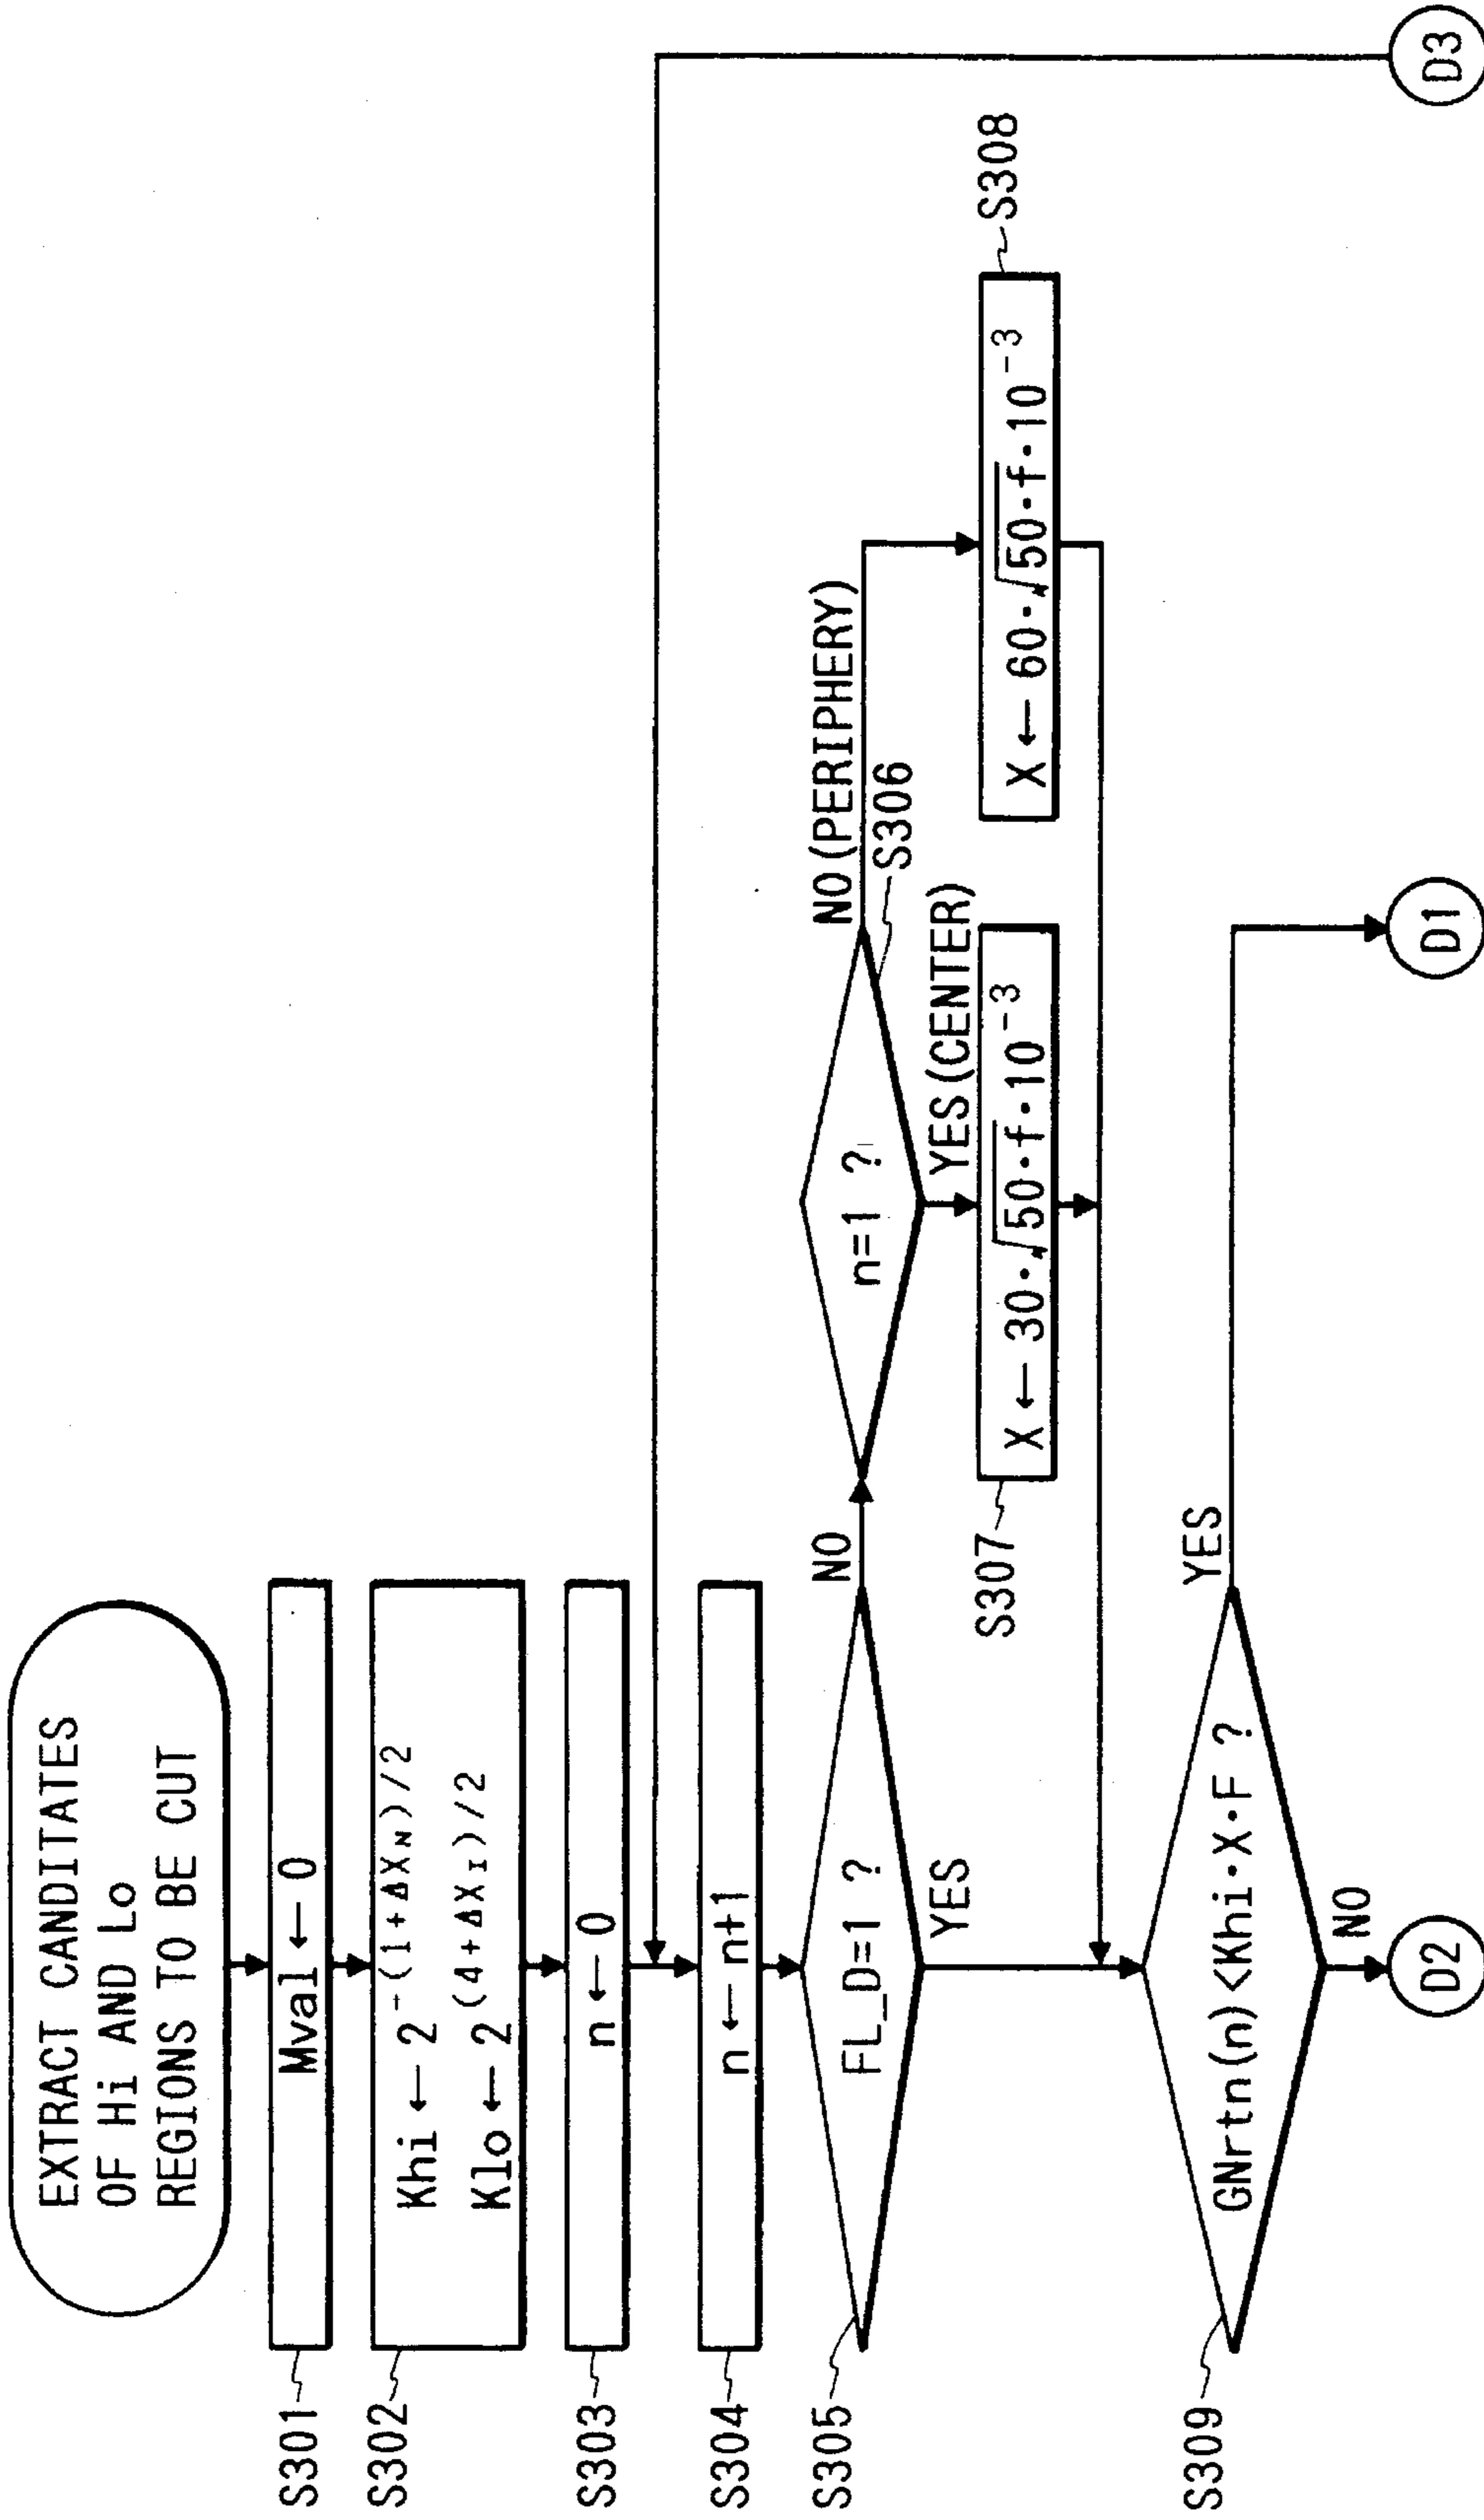 EXTRACT CANDITATES
OF Hi AND Lo
REGIONS TO BE CUT
S301
Mval ← 0
S302
Khi ← 2^-(1+ΔXN)/2
Klo ← 2^(4+ΔXI)/2
S303
n ← 0
S304
n ← n+1
S305
FL_D=1 ?
NO
YES
n=1 ?
S306
NO(PERIPHERY)
YES(CENTER)
S307
X ← 30·√50·f·10^-3
S308
X ← 60·√50·f·10^-3
S309
GNrtn(n)<Khi·X·F ?
YES
NO
D2
D1
D3